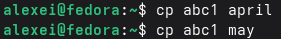 alexei@fedora:~$ cp abc1 april
alexei@fedora:~$ cp abc1 may